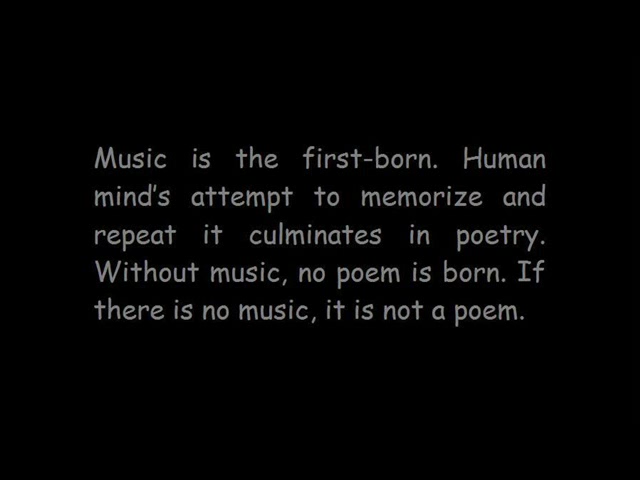 Music is the first-born. Human
mind's attempt to memorize and
repeat it culminates in poetry.
Without music, no poem is born. If
there is no music, it is not a poem.